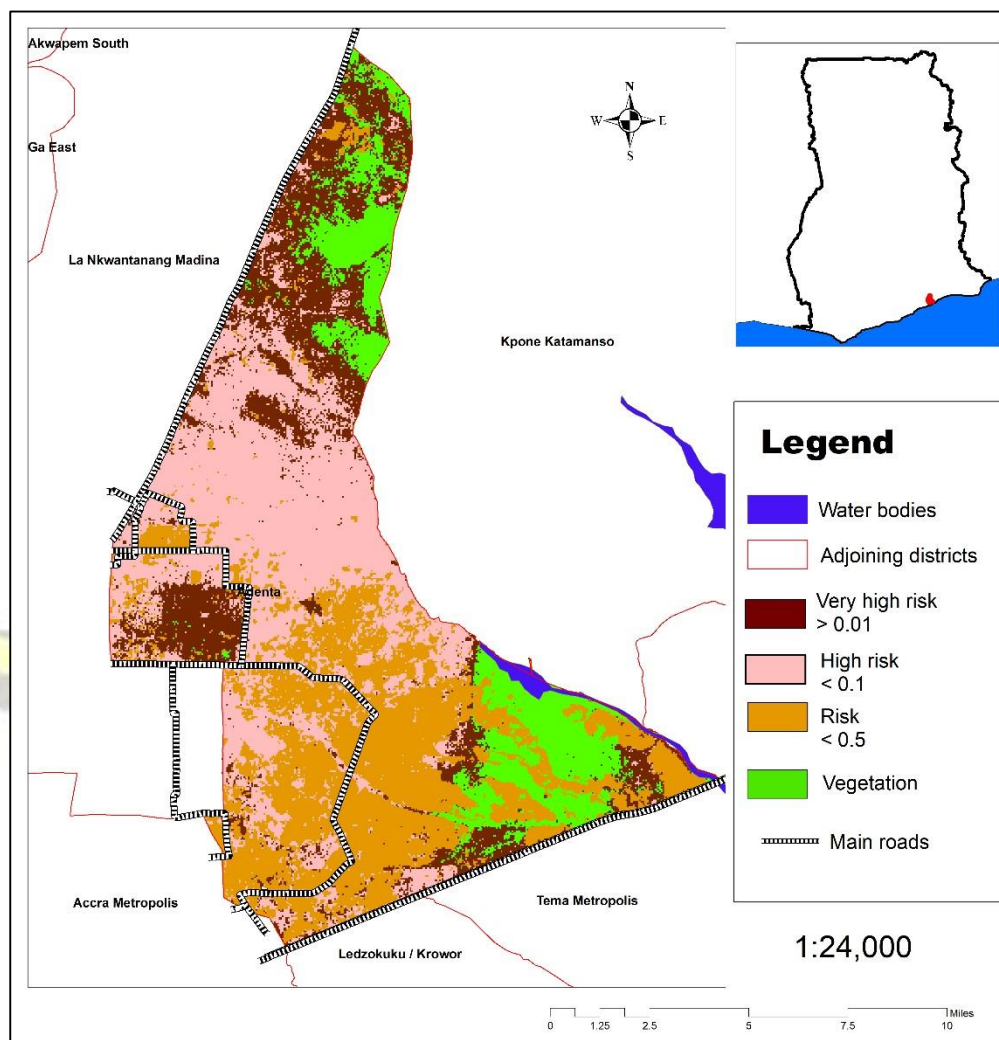 Akwapem South
Ga East
N
W E
S
La Nkwantanang Madina
Kpone Katamanso
Legend
Water bodies
Adjoining districts
Very high risk
> 0.01
High risk
< 0.1
Risk
< 0.5
Vegetation
Main roads
Adenta
Accra Metropolis
Tema Metropolis
Ledzokuku / Krowor
1:24,000
0 1.25 2.5 5 7.5 10 Miles